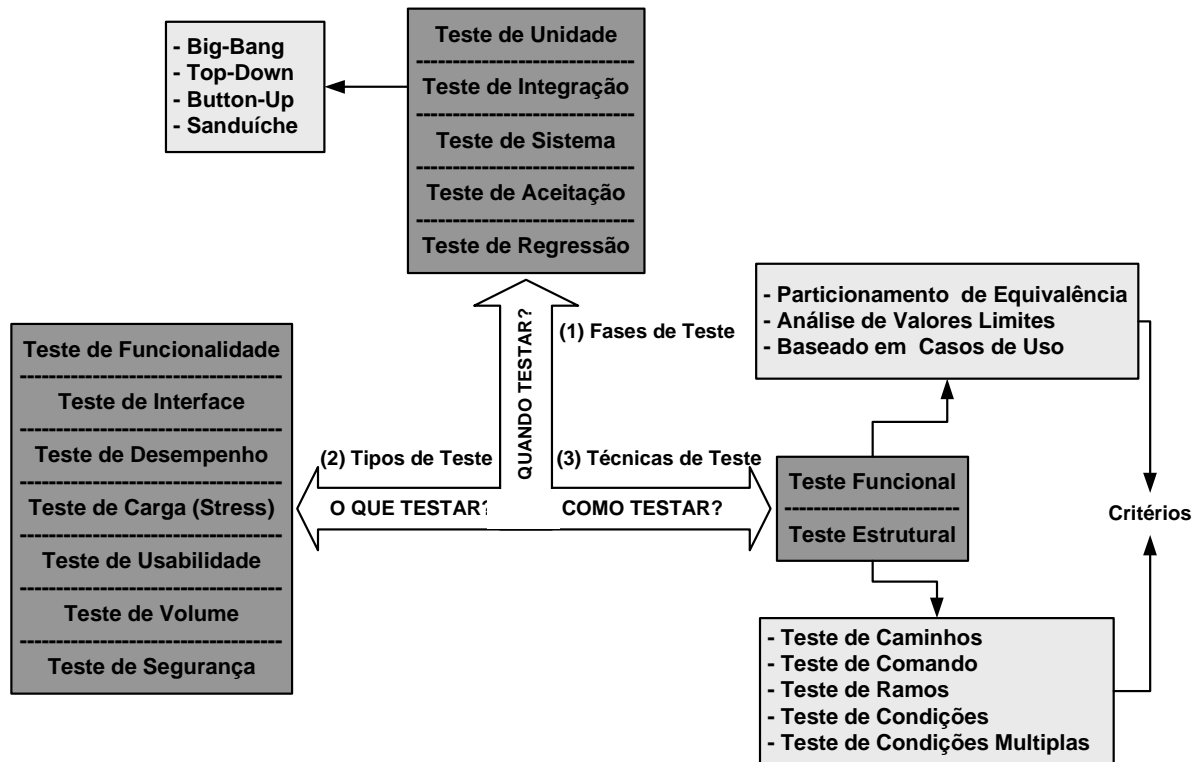 - Big-Bang
- Top-Down
- Button-Up
- Sanduíche
Teste de Unidade
Teste de Integração
Teste de Sistema
Teste de Aceitação
Teste de Regressão
QUANDO TESTAR?
(1) Fases de Teste
Teste de Funcionalidade
Teste de Interface
Teste de Desempenho
Teste de Carga (Stress)
Teste de Usabilidade
Teste de Volume
Teste de Segurança
(2) Tipos de Teste
O QUE TESTAR?
(3) Técnicas de Teste
COMO TESTAR?
- Particionamento de Equivalência
- Análise de Valores Limites
- Baseado em Casos de Uso
Teste Funcional
Teste Estrutural
Critérios
- Teste de Caminhos
- Teste de Comando
- Teste de Ramos
- Teste de Condições
- Teste de Condições Multiplas